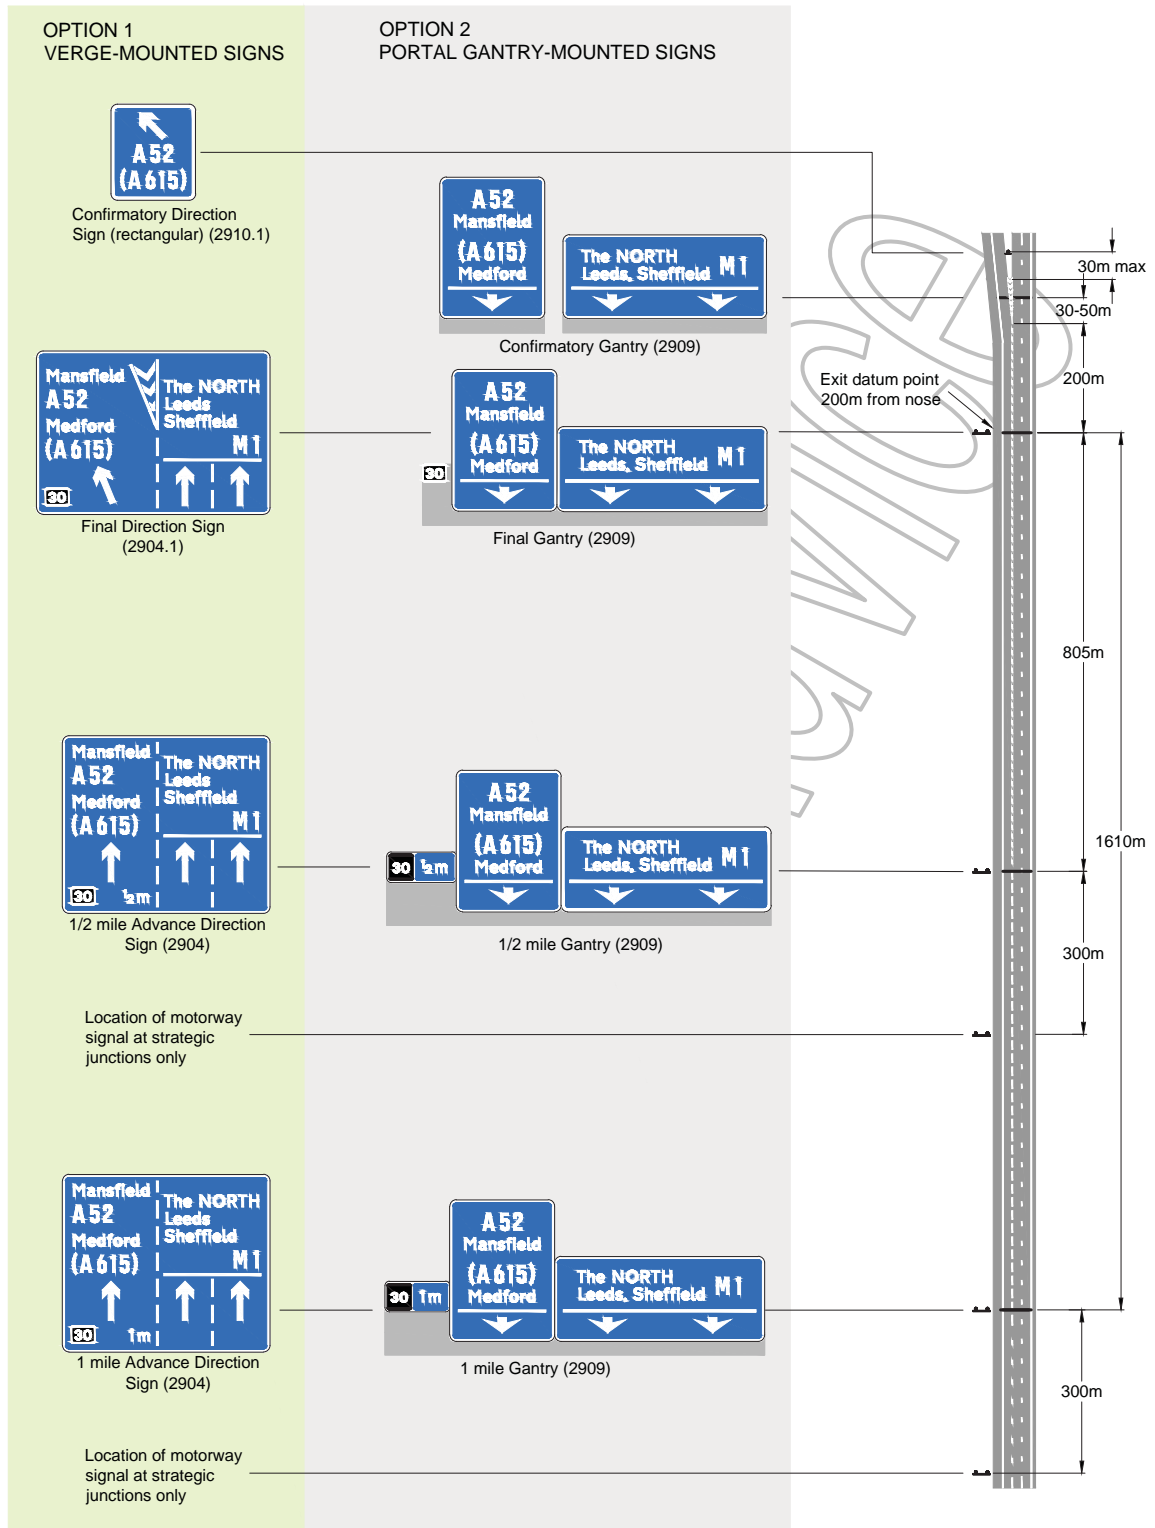 OPTION 1
VERGE-MOUNTED SIGNS
OPTION 2
PORTAL GANTRY-MOUNTED SIGNS
A52
(A615)
Confirmatory Direction
Sign (rectangular) (2910.1)
A52
Mansfield
(A615)
Medford
The NORTH
Leeds, Sheffield M1
Confirmatory Gantry (2909)
30m max
30-50m
200m
Exit datum point
200m from nose
Mansfield
A52
Medford
(A615)
30
The NORTH
Leeds
Sheffield
M1
Final Direction Sign
(2904.1)
A52
Mansfield
(A615)
Medford
30
The NORTH
Leeds, Sheffield M1
Final Gantry (2909)
805m
1610m
Mansfield
A52
Medford
(A615)
30 ½m
The NORTH
Leeds
Sheffield
M1
1/2 mile Advance Direction
Sign (2904)
30 ½m
A52
Mansfield
(A615)
Medford
The NORTH
Leeds, Sheffield M1
1/2 mile Gantry (2909)
300m
Location of motorway
signal at strategic
junctions only
Mansfield
A52
Medford
(A615)
30 1m
The NORTH
Leeds
Sheffield
M1
1 mile Advance Direction
Sign (2904)
30 1m
A52
Mansfield
(A615)
Medford
The NORTH
Leeds, Sheffield M1
1 mile Gantry (2909)
300m
Location of motorway
signal at strategic
junctions only